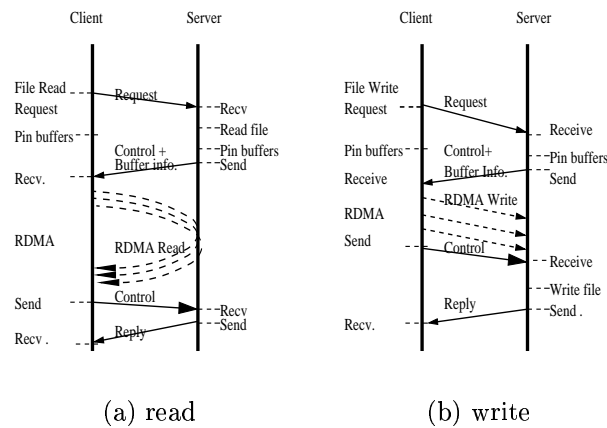 Client
Server
File Read
Request
Request
Recv
Read file
Pin buffers
Pin buffers
Control +
Buffer info.
Send
Recv.
RDMA
RDMA Read
Send
Control
Recv
Send
Reply
Recv .
(a) read
Client
Server
File Write
Request
Request
Receive
Pin buffers
Control+
Buffer Info.
Pin buffers
Receive
Send
RDMA Write
RDMA
Send
Control
Receive
Write file
Reply
Send .
Recv.
(b) write